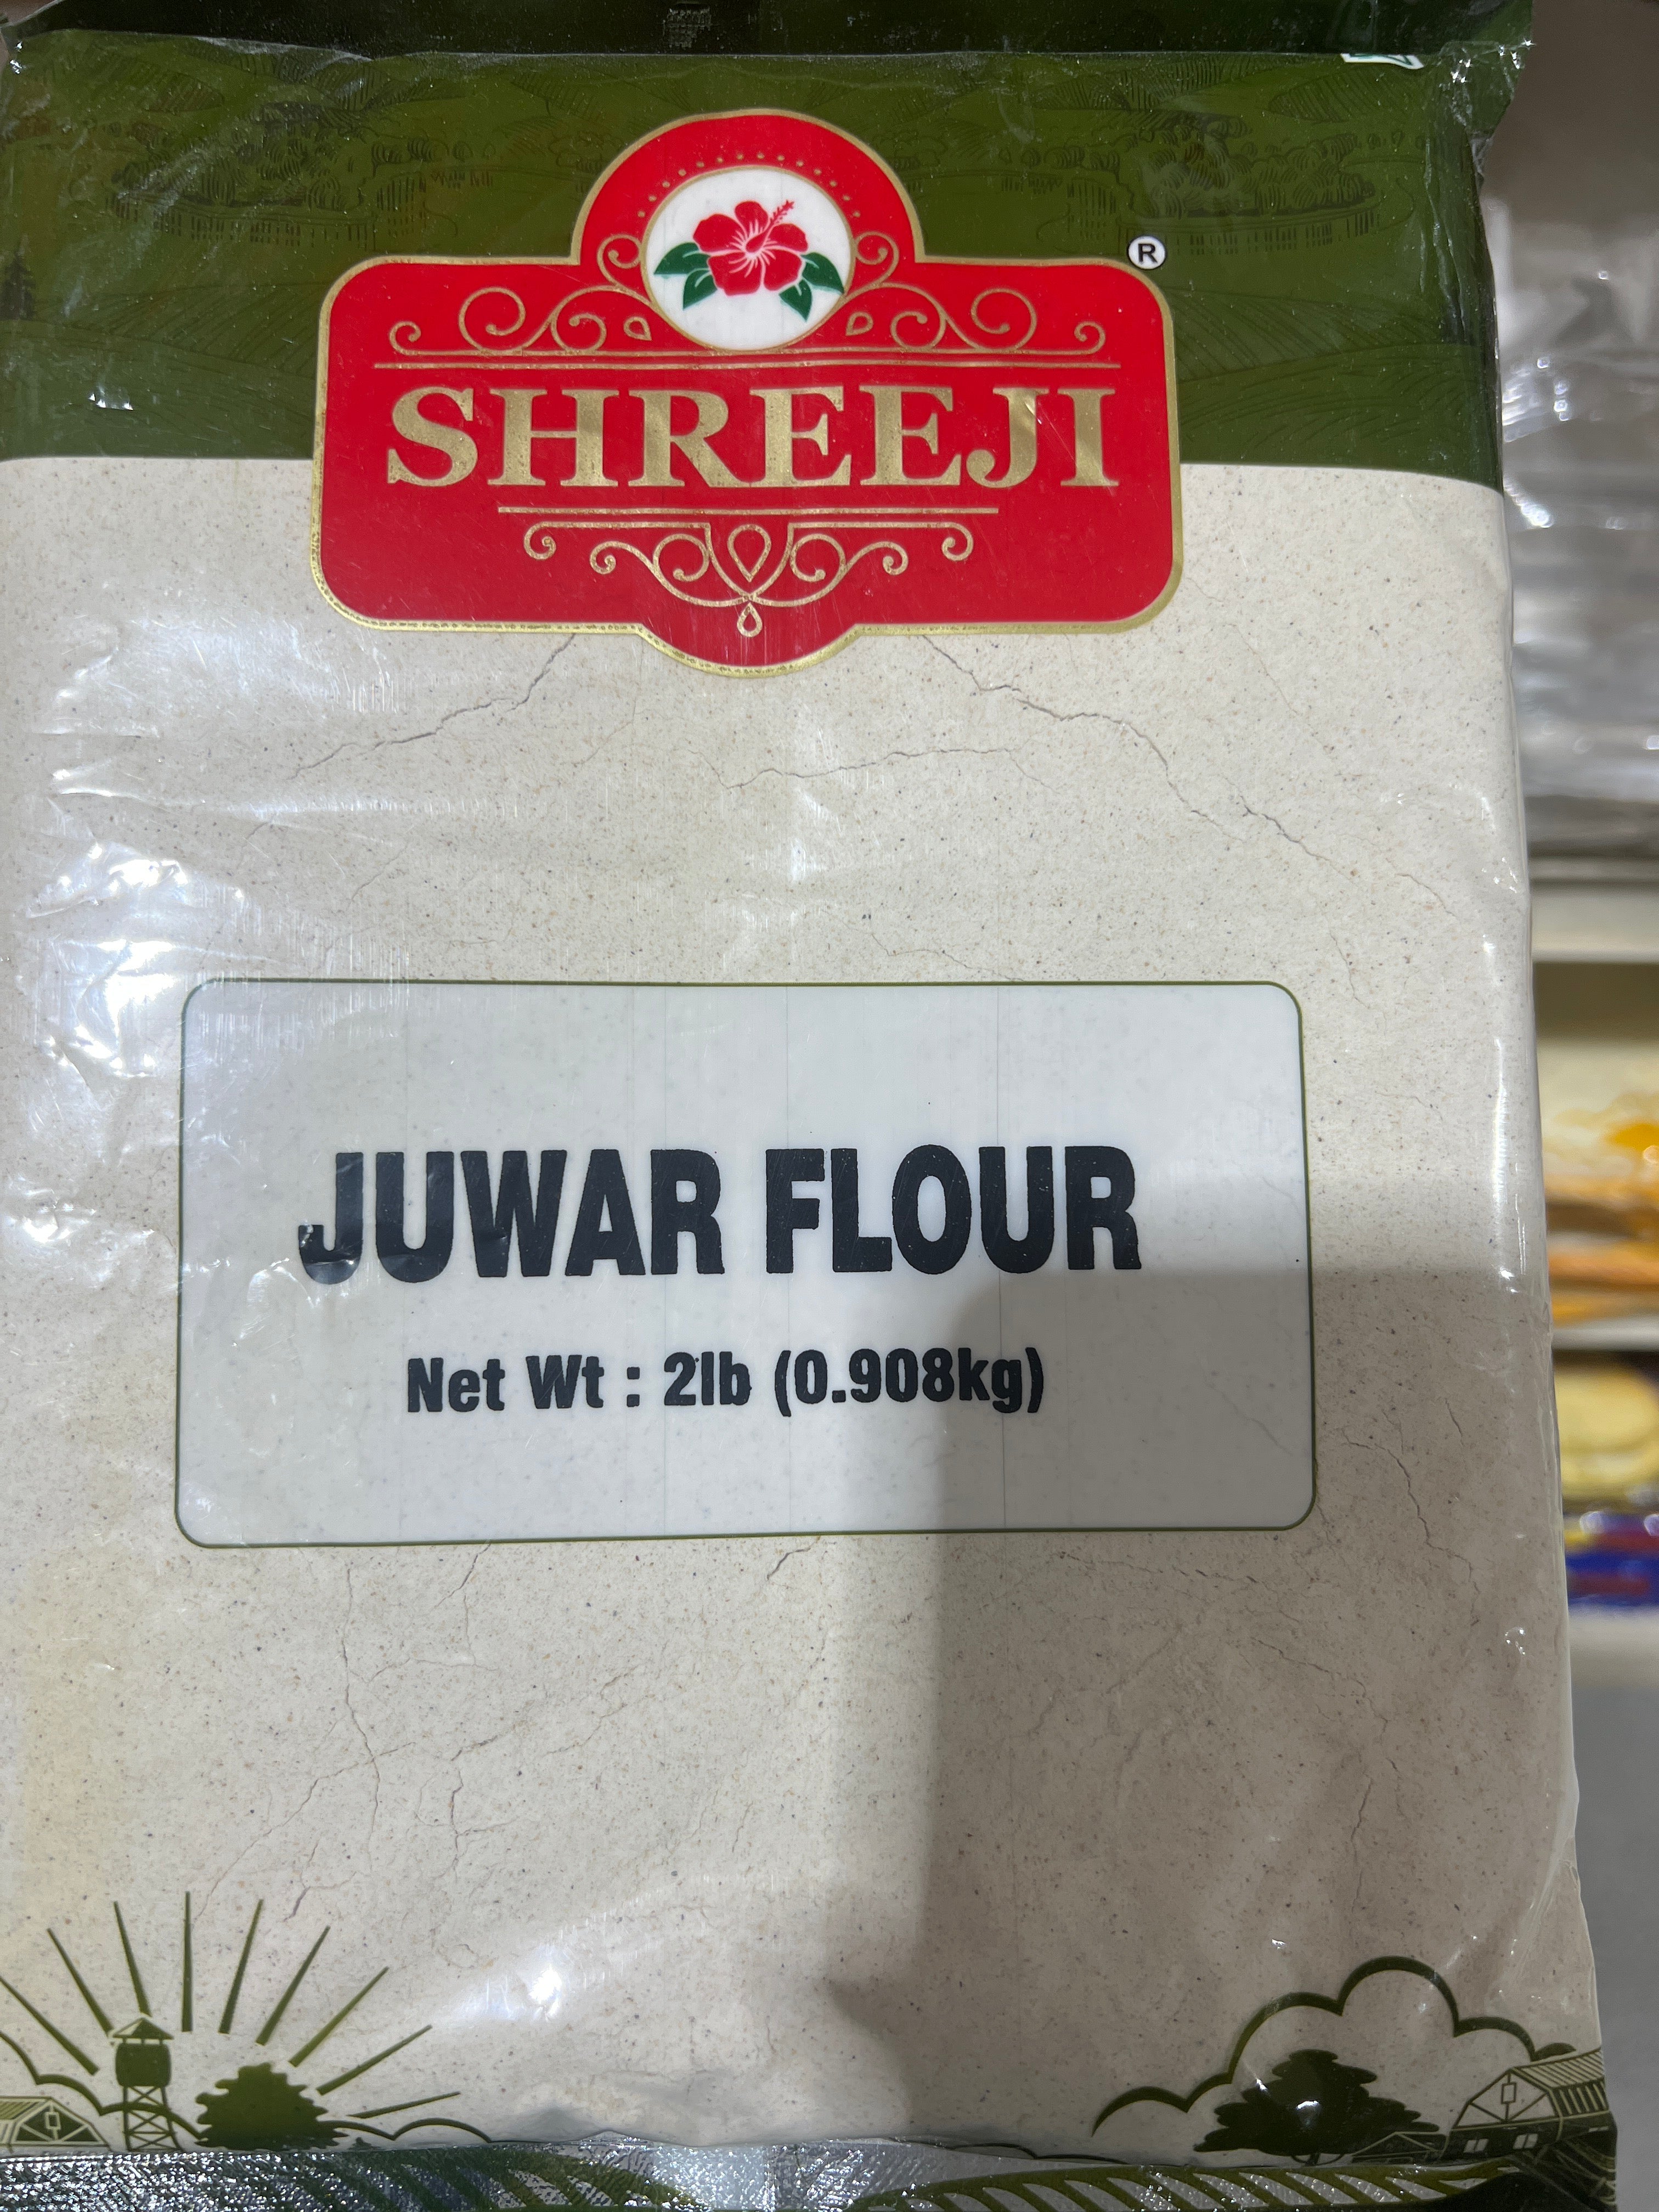 ®
SHREEJI
JUWAR FLOUR
Net Wt : 2lb (0.908kg)